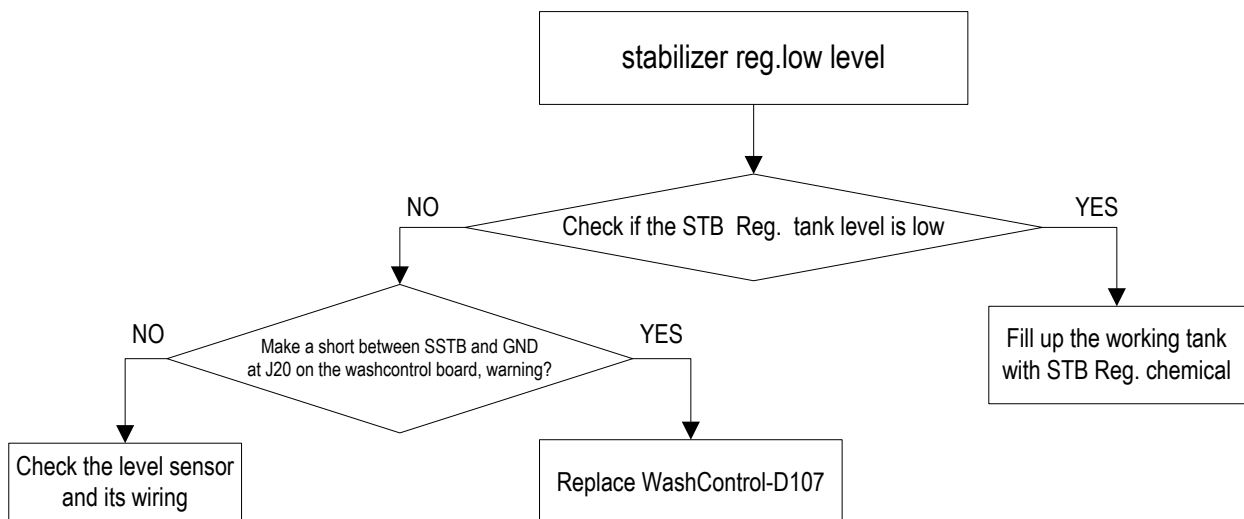 stabilizer reg.low level
NO
YES
Check if the STB Reg. tank level is low
NO
YES
Make a short between SSTB and GND
at J20 on the washcontrol board, warning?
Fill up the working tank
with STB Reg. chemical
Check the level sensor
and its wiring
Replace WashControl-D107